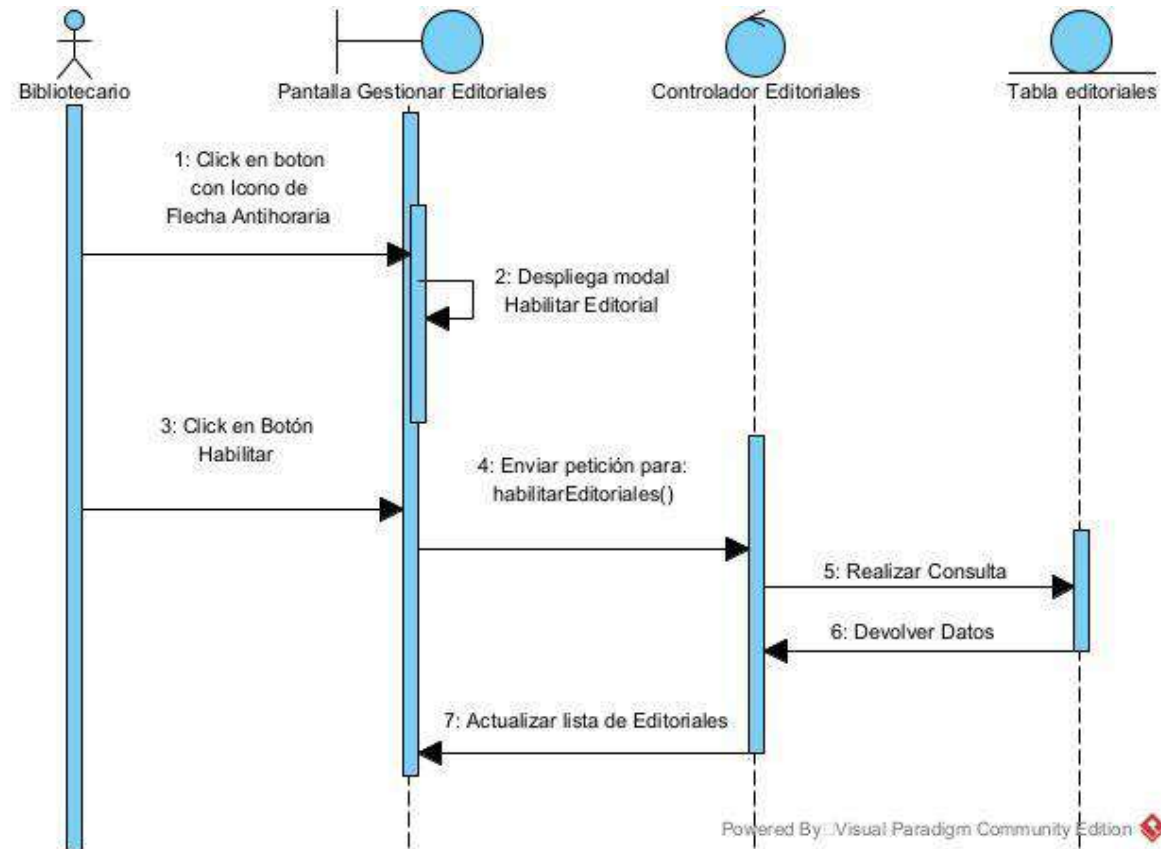 Bibliotecario
Pantalla Gestionar Editoriales
Controlador Editoriales
Tabla editoriales
1: Click en boton
con Icono de
Flecha Antihoraria
2: Despliega modal
Habilitar Editorial
3: Click en Botón
Habilitar
4: Enviar petición para:
habilitarEditoriales()
5: Realizar Consulta
6: Devolver Datos
7: Actualizar lista de Editoriales
Powered By Visual Paradigm Community Edition